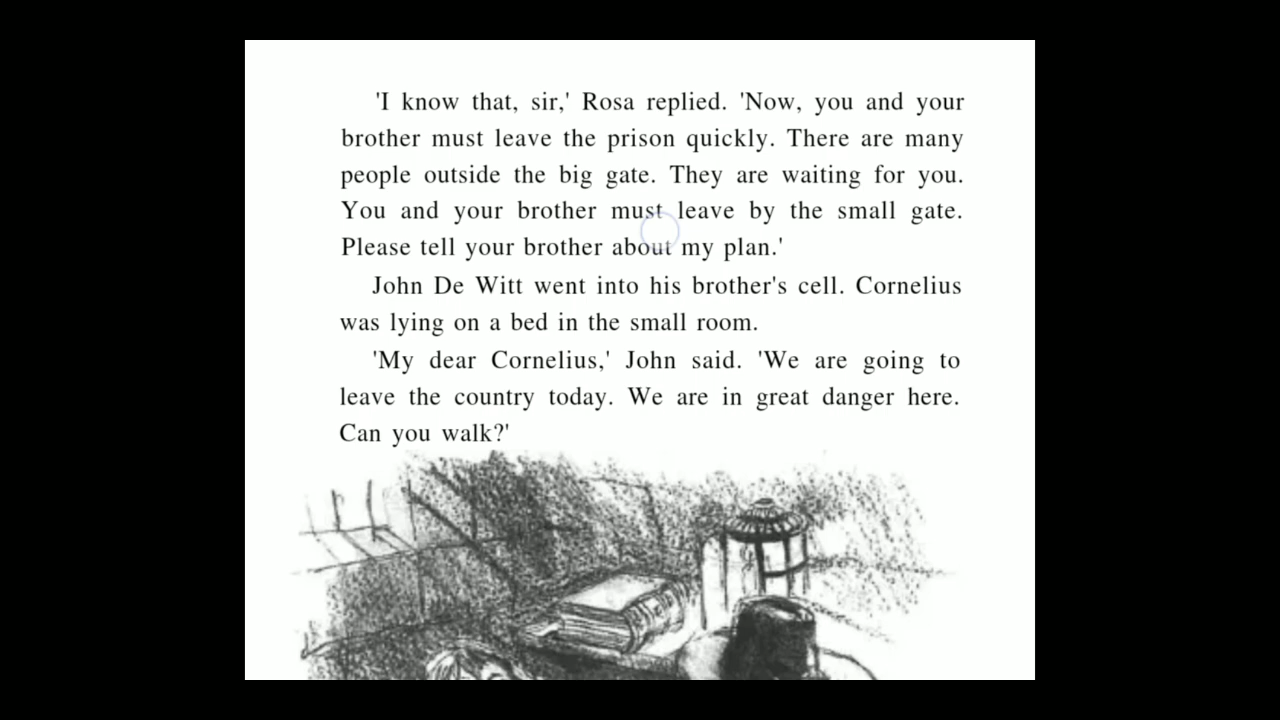 'I know that, sir,' Rosa replied. 'Now, you and your
brother must leave the prison quickly. There are many
people outside the big gate. They are waiting for you.
You and your brother must leave by the small gate.
Please tell your brother about my plan.'
John De Witt went into his brother's cell. Cornelius
was lying on a bed in the small room.
'My dear Cornelius,' John said. 'We are going to
leave the country today. We are in great danger here.
Can you walk?'